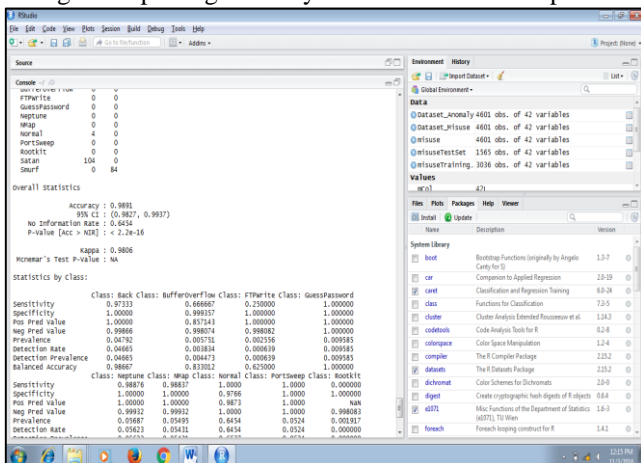 RStudio
File Edit Code View Plots Session Build Debug Tools Help
Go to file/function Addins
Project: (None)
Source
Console
BufferOverflow 0 0
FTPWrite 0 0
GuessPassword 0 0
Neptune 0 0
NMap 0 0
Normal 4 0
PortSweep 0 0
Rootkit 0 0
Satan 104 0
Smurf 0 84
Overall Statistics
Accuracy : 0.9891
95% CI : (0.9827, 0.9937)
No Information Rate : 0.6454
P-Value [Acc > NIR] : < 2.2e-16
Kappa : 0.9806
Mcnemar's Test P-Value : NA
Statistics by Class:
Class: Back Class: BufferOverflow Class: FTPWrite Class: GuessPassword
Sensitivity 0.97333 0.666667 0.250000 1.000000
Specificity 1.00000 0.999357 1.000000 1.000000
Pos Pred Value 1.00000 0.857143 1.000000 1.000000
Neg Pred Value 0.99866 0.998074 0.998082 1.000000
Prevalence 0.04792 0.005751 0.002556 0.009585
Detection Rate 0.04665 0.003834 0.000639 0.009585
Detection Prevalence 0.04665 0.004473 0.000639 0.009585
Balanced Accuracy 0.98667 0.833012 0.625000 1.000000
Class: Neptune Class: NMap Class: Normal Class: PortSweep Class: Rootkit
Sensitivity 0.98876 0.98837 1.0000 1.0000 0.000000
Specificity 1.00000 1.00000 0.9766 1.0000 1.000000
Pos Pred Value 1.00000 1.00000 0.9873 1.0000 NaN
Neg Pred Value 0.99932 0.99932 1.0000 1.0000 0.998083
Prevalence 0.05687 0.05495 0.6454 0.0524 0.001917
Detection Rate 0.05623 0.05431 0.6454 0.0524 0.000000
Environment History
Import Dataset List
Global Environment
Data
Dataset_Anomaly 4601 obs. of 42 variables
Dataset_Misuse 4601 obs. of 42 variables
misuse 4601 obs. of 42 variables
misuseTestSet 1565 obs. of 42 variables
misuseTraining… 3036 obs. of 42 variables
Values
mCol 42L
Files Plots Packages Help Viewer
Install Update
Name Description Version
System Library
boot Bootstrap Functions (originally by Angelo Canty for S) 1.3-7
car Companion to Applied Regression 2.0-19
caret Classification and Regression Training 6.0-24
class Functions for Classification 7.3-5
cluster Cluster Analysis Extended Rousseeuw et al. 1.14.3
codetools Code Analysis Tools for R 0.2-8
colorspace Color Space Manipulation 1.2-4
compiler The R Compiler Package 2.15.2
datasets The R Datasets Package 2.15.2
dichromat Color Schemes for Dichromats 2.0-0
digest Create cryptographic hash digests of R objects 0.6.4
e1071 Misc Functions of the Department of Statistics (e1071), TU Wien 1.6-3
foreach Foreach looping construct for R 1.4.1
12:15 PM